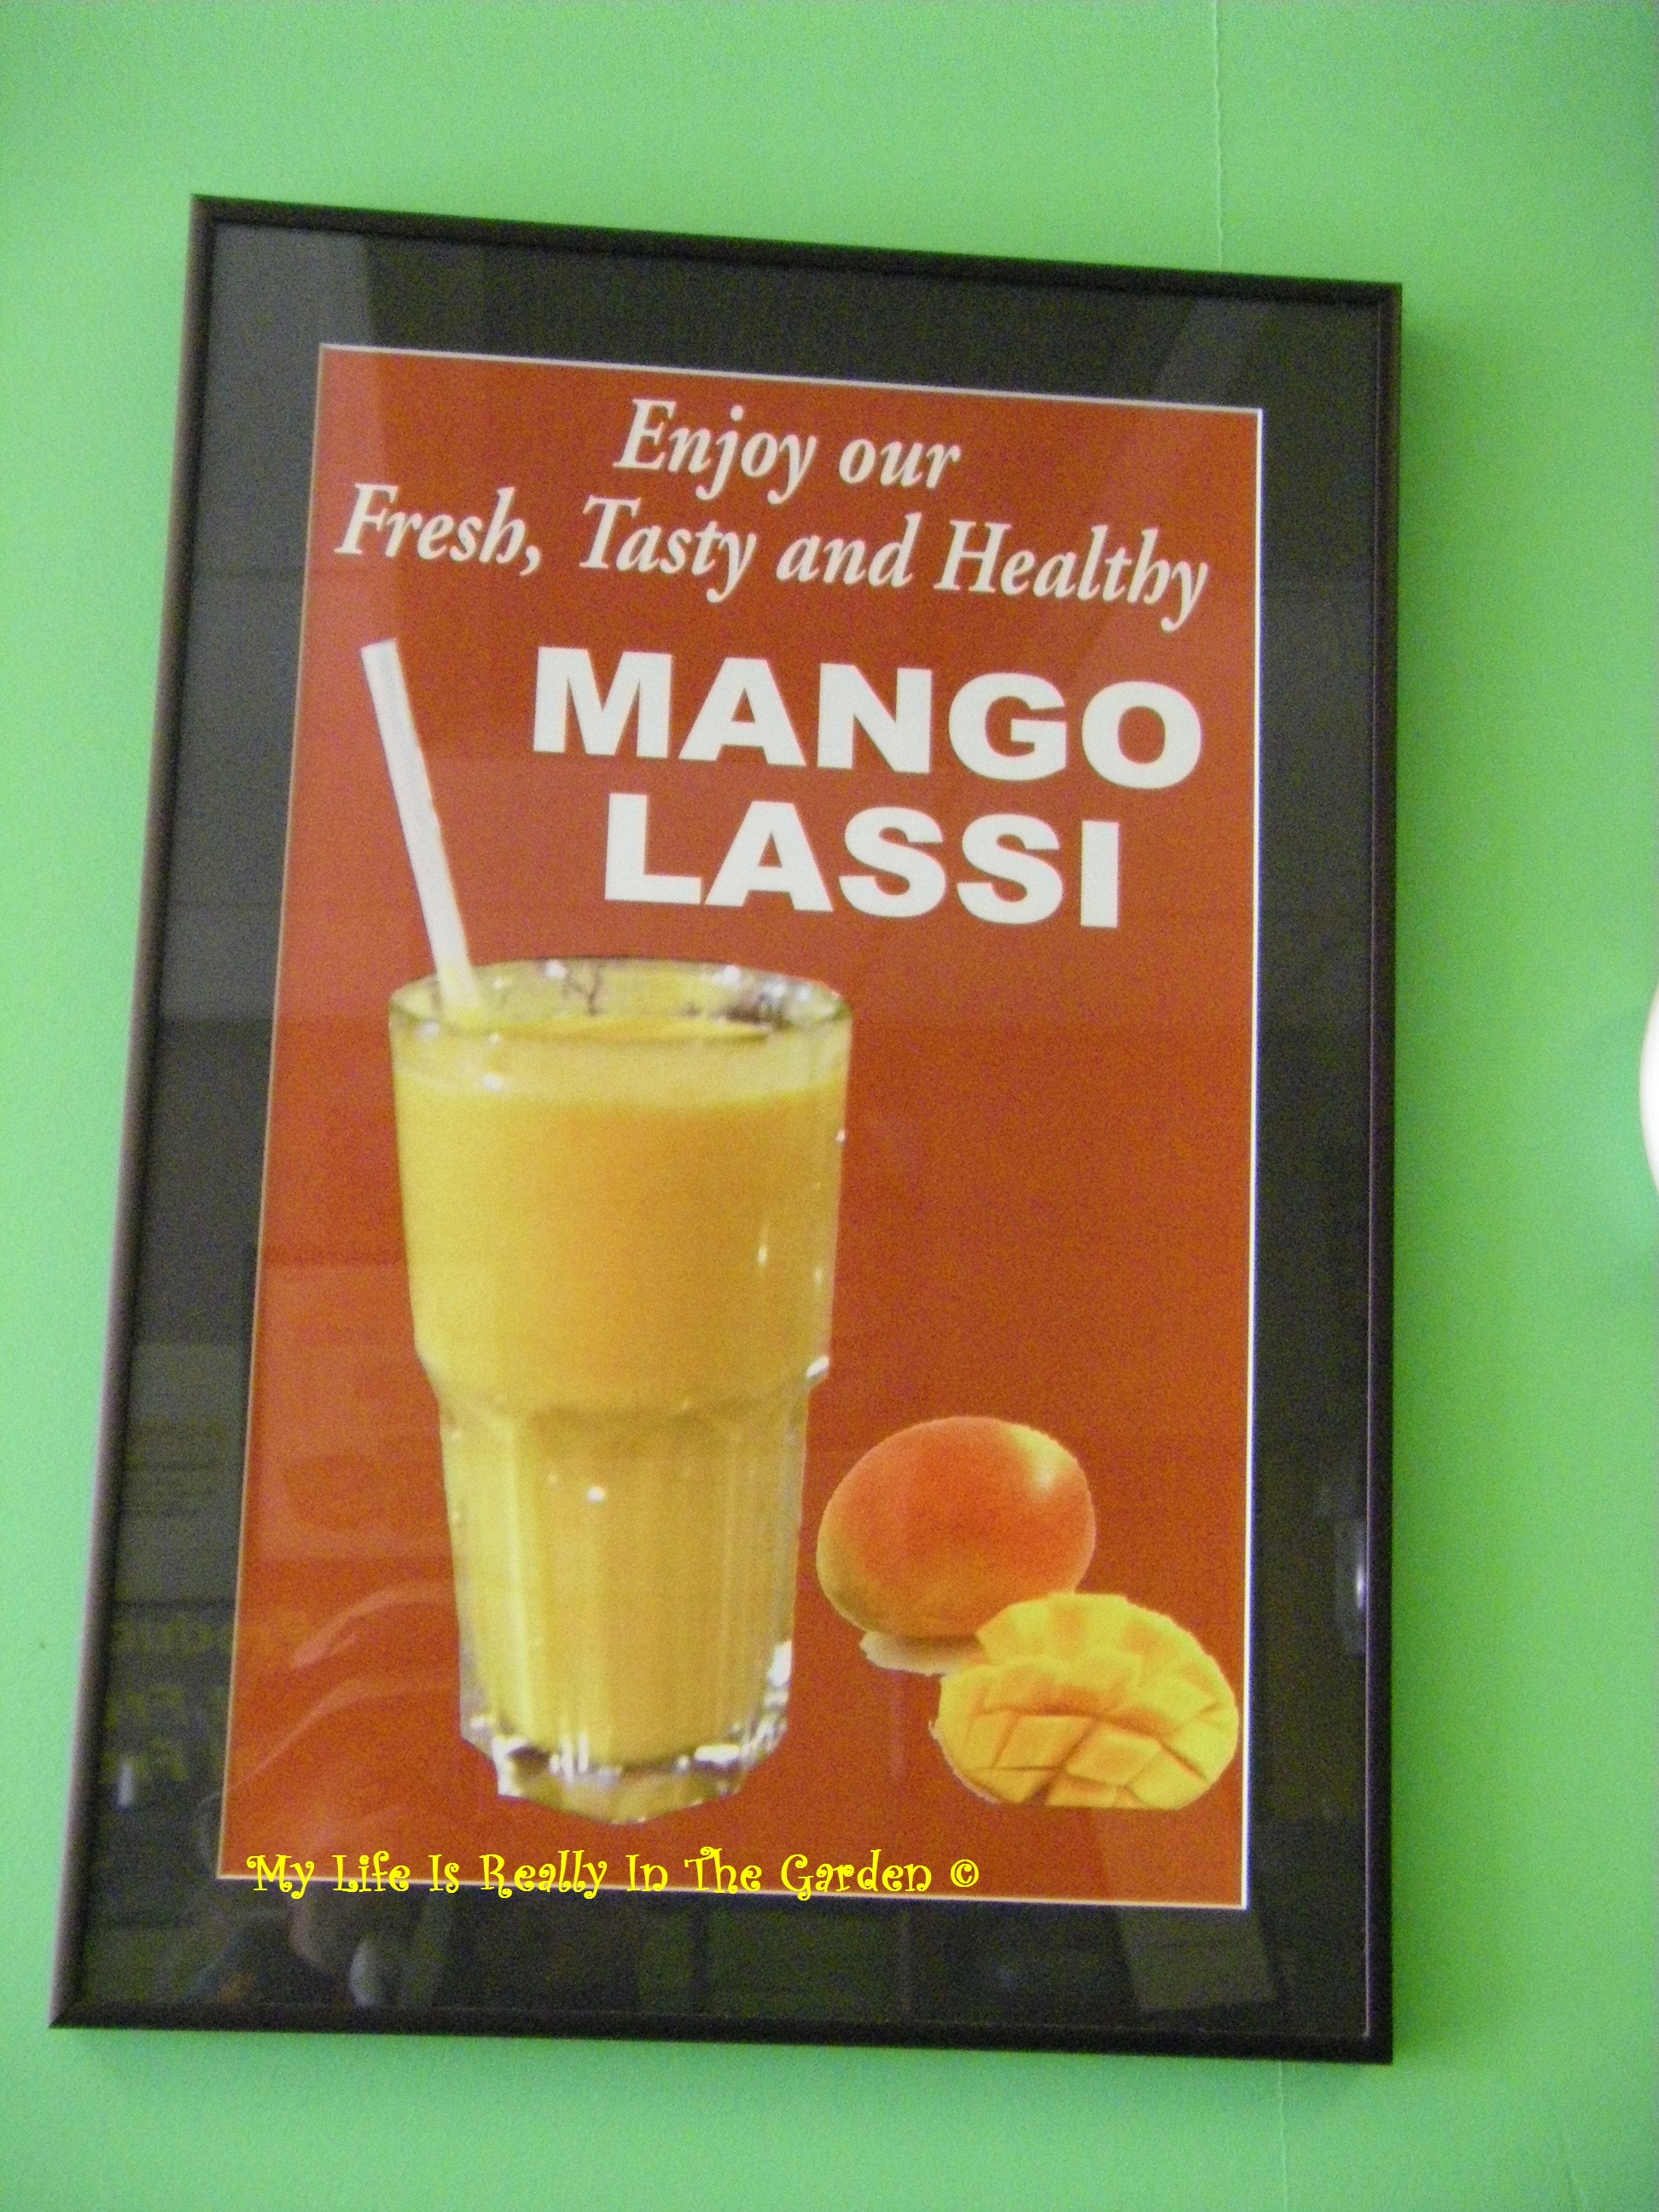 Enjoy our
Fresh, Tasty and Healthy
MANGO
LASSI
My Life Is Really In The Garden ©